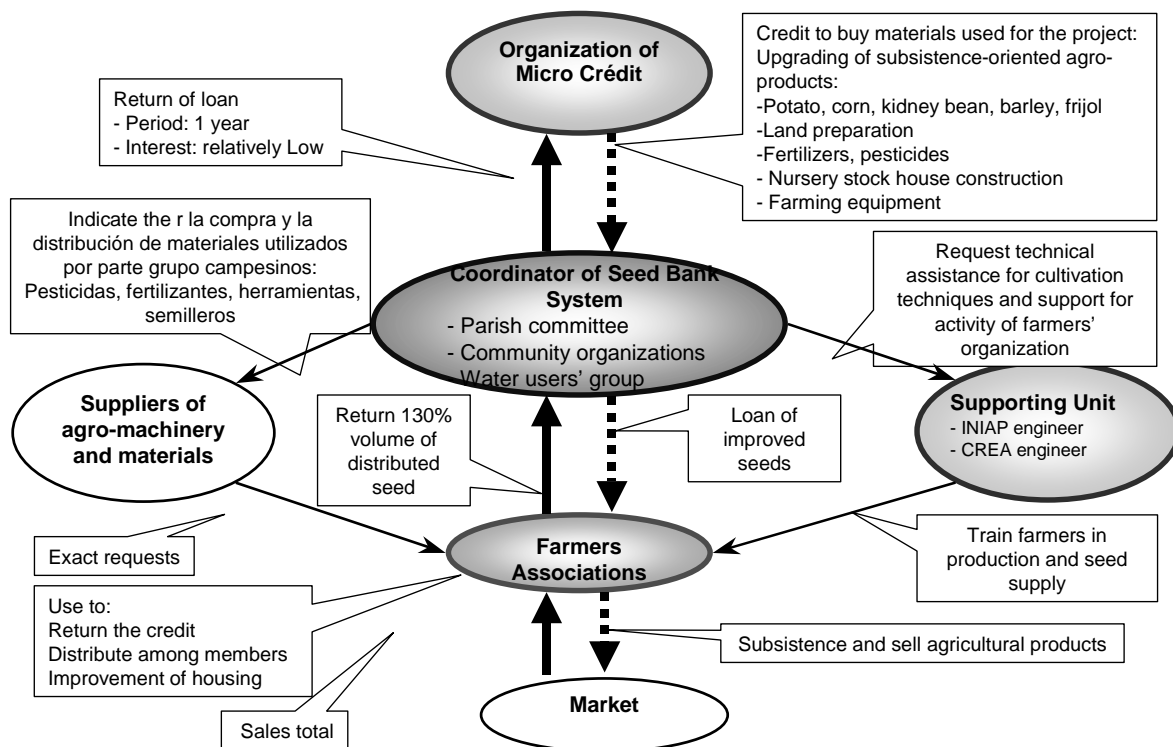 Organization of
Micro Crédit
Credit to buy materials used for the project:
Upgrading of subsistence-oriented agro-
products:
-Potato, corn, kidney bean, barley, frijol
-Land preparation
-Fertilizers, pesticides
- Nursery stock house construction
- Farming equipment
Return of loan
- Period: 1 year
- Interest: relatively Low
Indicate the r la compra y la
distribución de materiales utilizados
por parte grupo campesinos:
Pesticidas, fertilizantes, herramientas,
semilleros
Coordinator of Seed Bank
System
- Parish committee
- Community organizations
- Water users' group
Request technical
assistance for cultivation
techniques and support for
activity of farmers'
organization
Suppliers of
agro-machinery
and materials
Return 130%
volume of
distributed
seed
Loan of
improved
seeds
Supporting Unit
- INIAP engineer
- CREA engineer
Exact requests
Farmers
Associations
Train farmers in
production and seed
supply
Use to:
Return the credit
Distribute among members
Improvement of housing
Subsistence and sell agricultural products
Sales total
Market